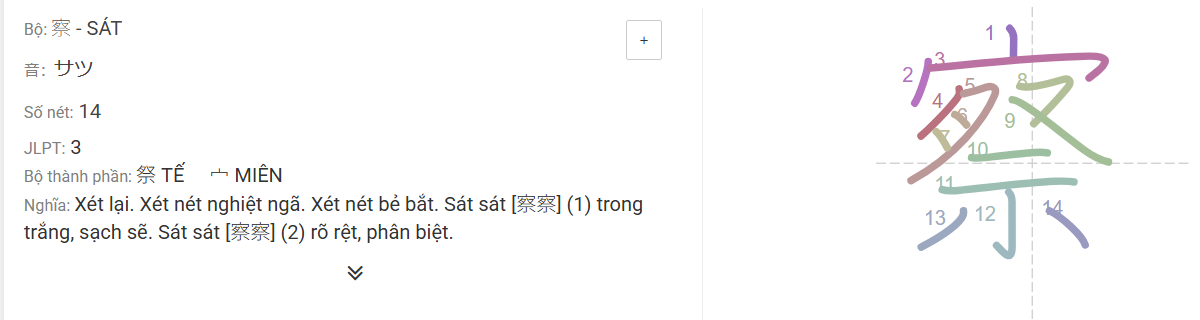 Bộ: 察 - SÁT
+
音: サツ
Số nét: 14
JLPT: 3
Bộ thành phần: 祭 TẾ 宀 MIÊN
Nghĩa: Xét lại. Xét nét nghiệt ngã. Xét nét bẻ bắt. Sát sát [察察] (1) trong
trắng, sạch sẽ. Sát sát [察察] (2) rõ rệt, phân biệt.
察
1
2
3
4
5
6
7
8
9
10
11
12
13
14